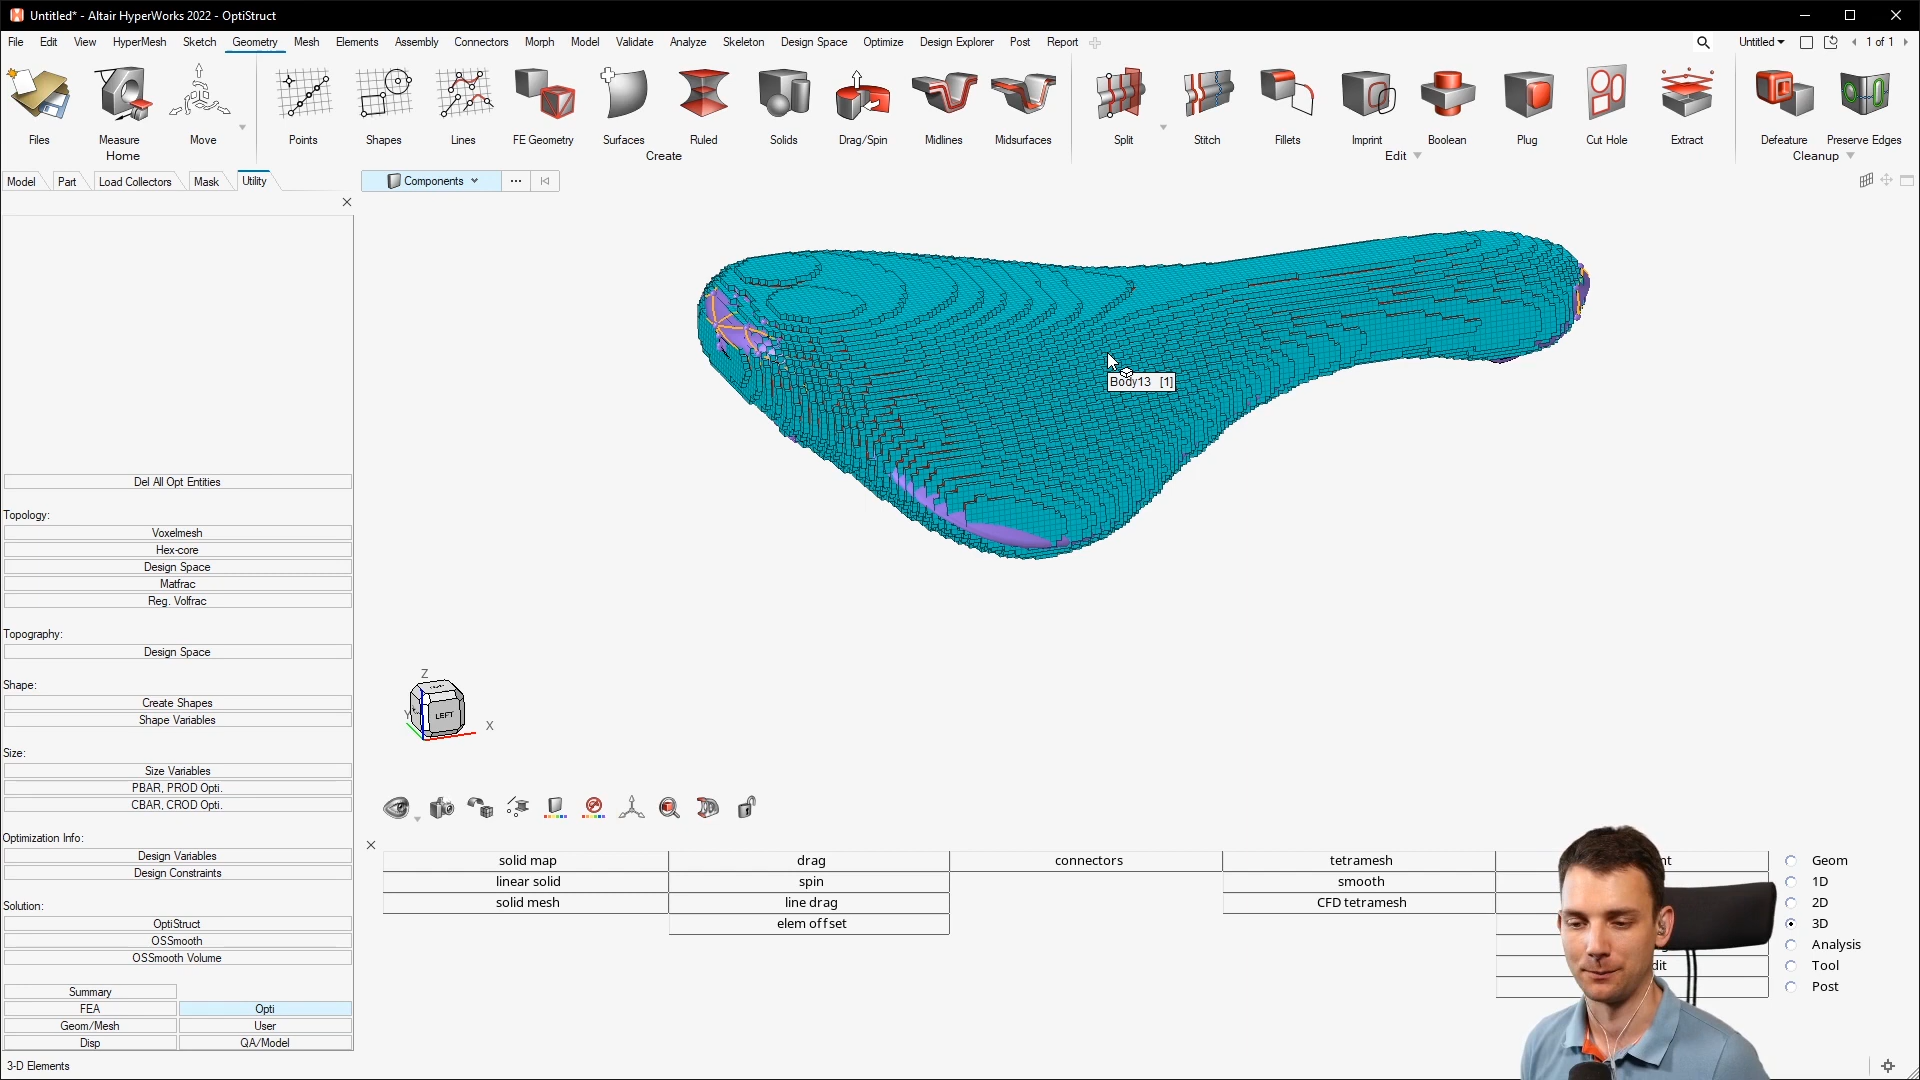 Untitled* - Altair HyperWorks 2022 - OptiStruct
File Edit View HyperMesh Sketch Geometry Mesh Elements Assembly Connectors Morph Model Validate Analyze Skeleton Design Space Optimize Design Explorer Post Report Untitled 1 of 1
Files Measure Move Points Shapes Lines FE Geometry Surfaces Ruled Solids Drag/Spin Midlines Midsurfaces Split Stitch Fillets Imprint Boolean Plug Cut Hole Extract Defeature Preserve Edges
Home Create Edit Cleanup
Model Part Load Collectors Mask Utility Components ...
Body13 [1]
Del All Opt Entities
Topology:
Voxelmesh
Hex-core
Design Space
Matfrac
Reg. Volfrac
Topography:
Design Space
Shape:
Create Shapes
Shape Variables
Size:
Size Variables
PBAR, PROD Opti.
CBAR, CROD Opti.
Optimization Info:
Design Variables
Design Constraints
Solution:
OptiStruct
OSSmooth
OSSmooth Volume
Summary
FEA Opti
Geom/Mesh User
Disp QA/Model
3-D Elements
Z
LEFT
Y
X
solid map drag connectors tetramesh nt Geom
linear solid spin smooth 1D
solid mesh line drag CFD tetramesh 2D
elem offset 3D
Analysis
dit Tool
Post